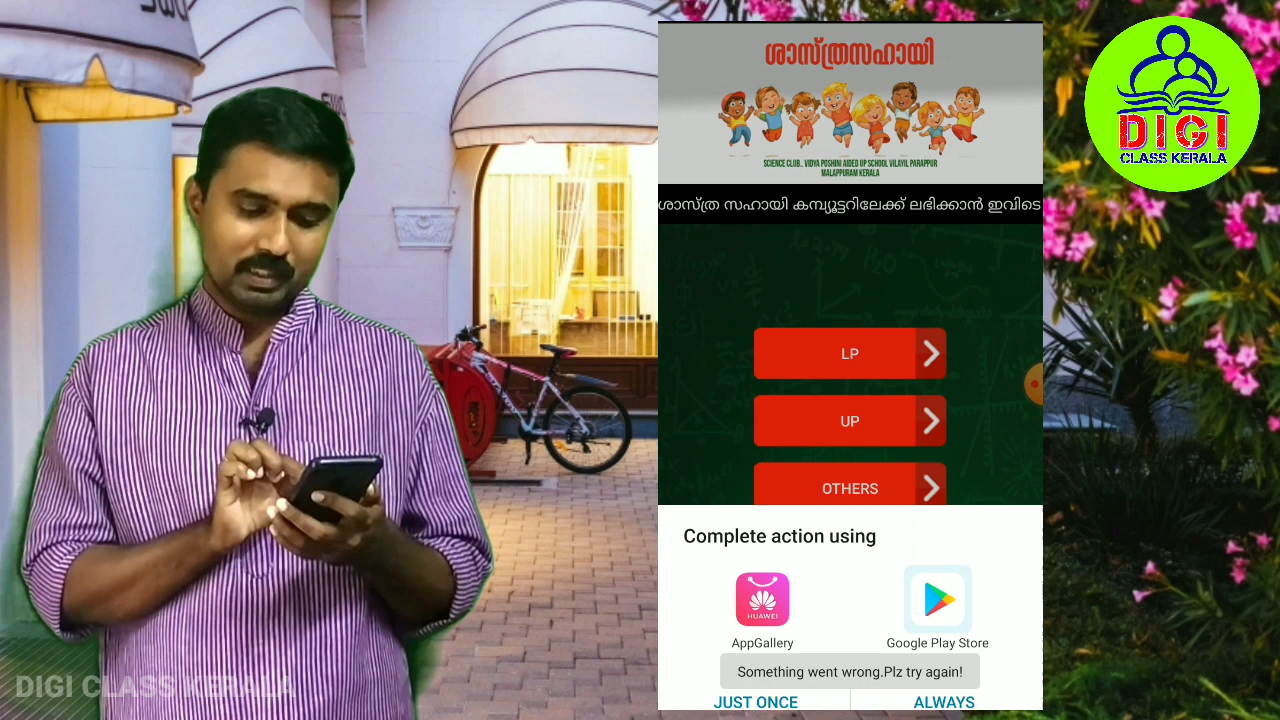 ശാസ്ത്രസഹായി
SCIENCE CLUB.. VIDYA POSHINI AIDED UP SCHOOL VILAYIL PARAPPUR
MALAPPURAM KERALA
ശാസ്ത്ര സഹായി കമ്പ്യൂട്ടറിലേക്ക് ലഭിക്കാൻ ഇവിടെ
LP
UP
OTHERS
Complete action using
HUAWEI
AppGallery
Google Play Store
Something went wrong.Plz try again!
JUST ONCE
ALWAYS
DIGI
CLASS KERALA
DIGI CLASS KERALA